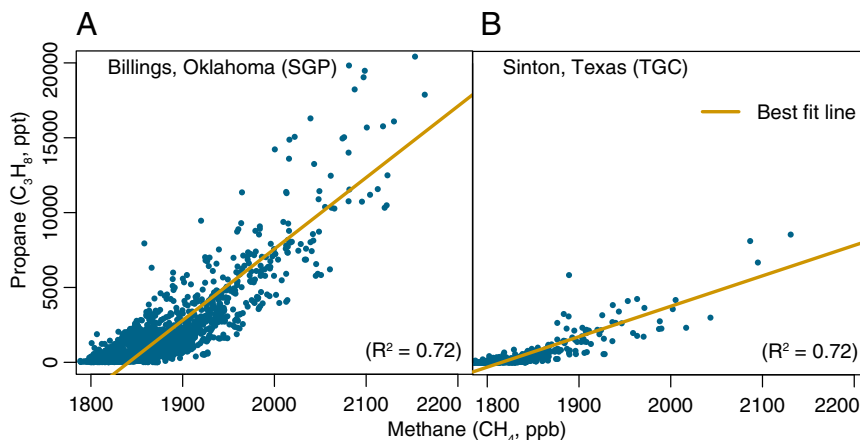 A
B
Billings, Oklahoma (SGP)
Sinton, Texas (TGC)
Best fit line
Propane (C₃H₈, ppt)
20000
15000
10000
5000
0
(R² = 0.72)
(R² = 0.72)
1800 1900 2000 2100 2200
1800 1900 2000 2100 2200
Methane (CH₄, ppb)